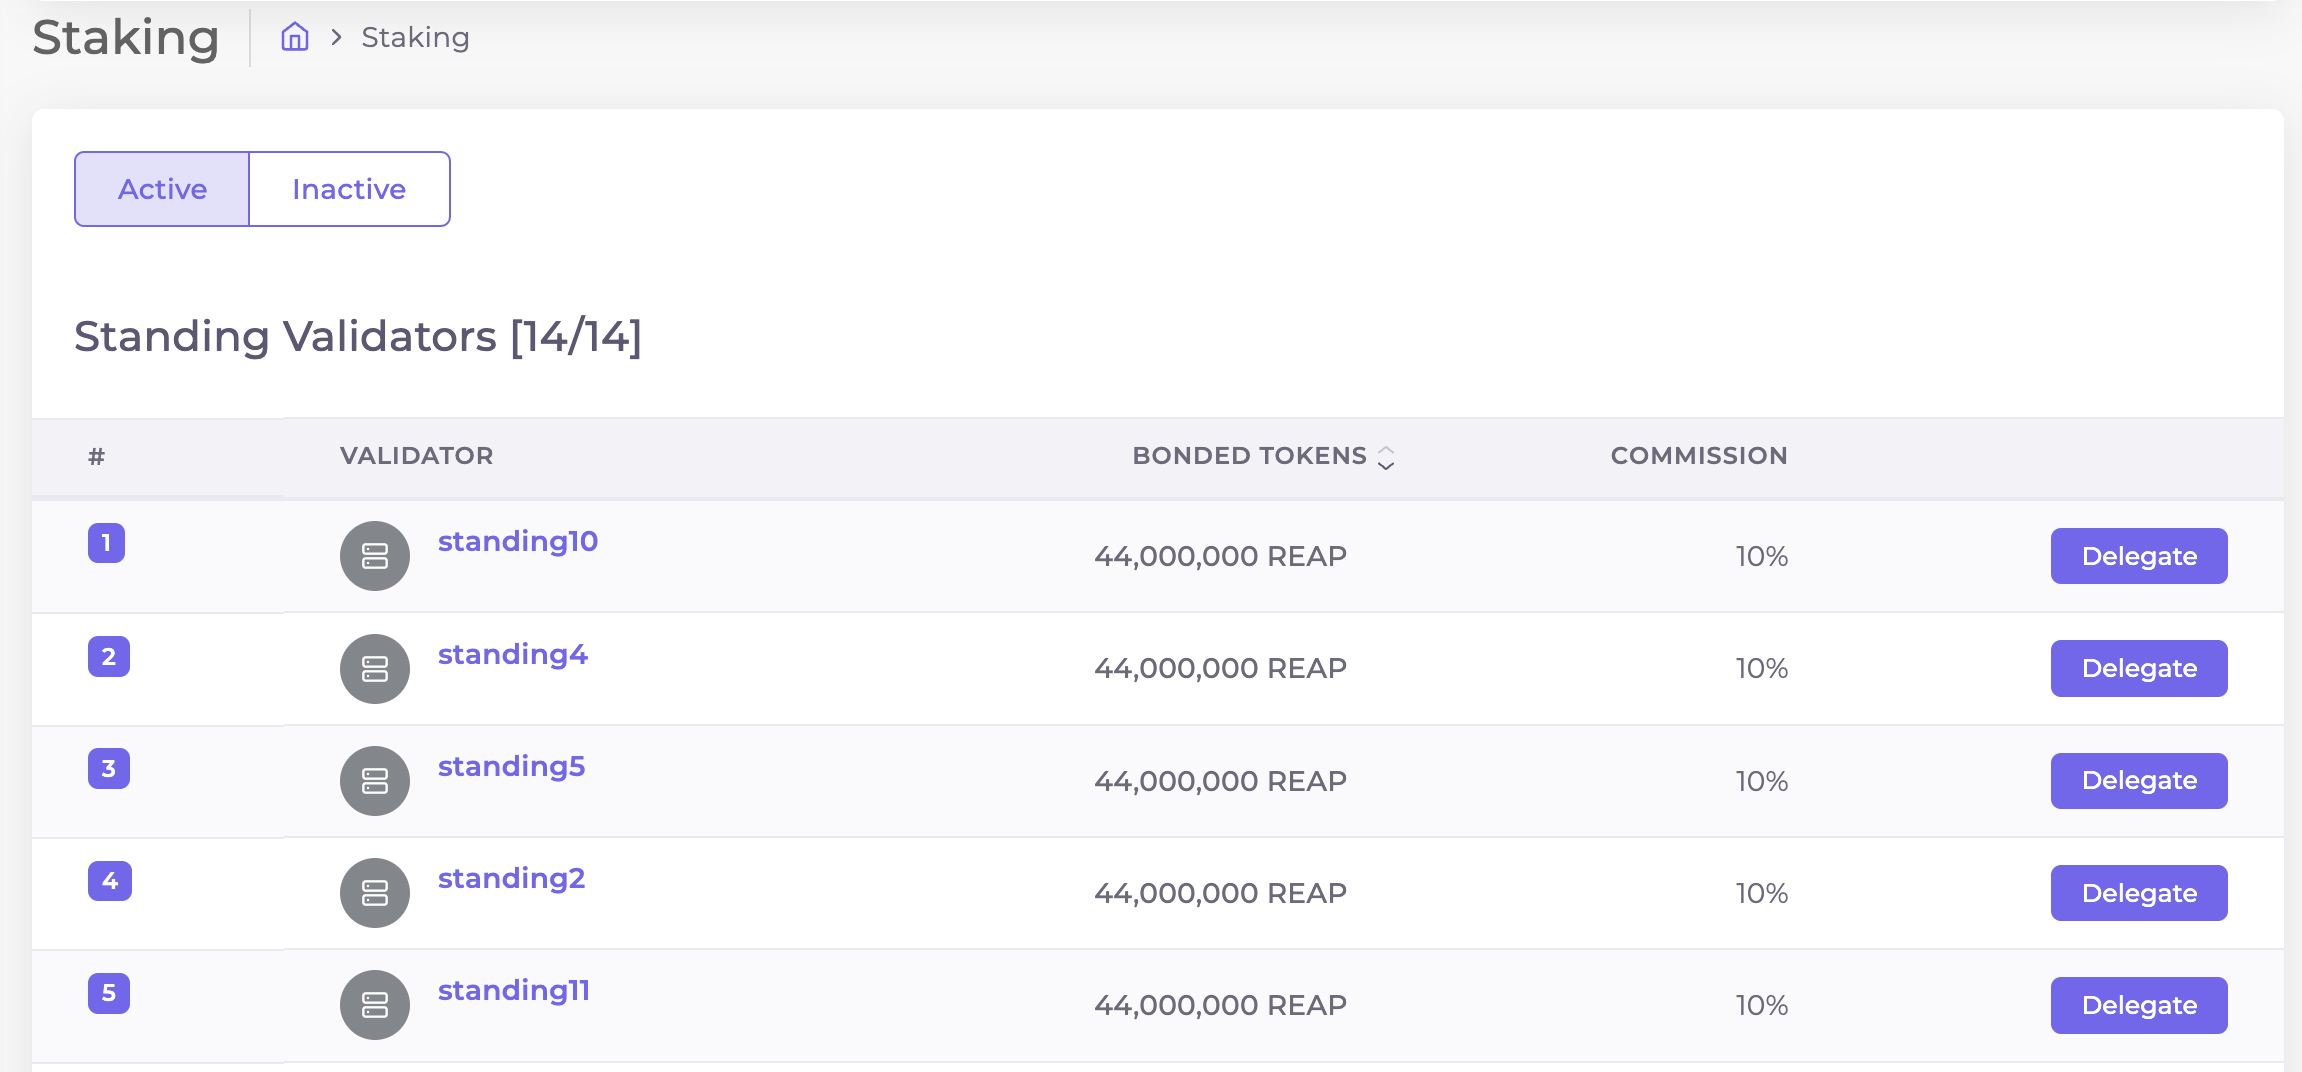 Staking
Staking
Active
Inactive
Standing Validators [14/14]
# VALIDATOR BONDED TOKENS COMMISSION
1 standing10 44,000,000 REAP 10% Delegate
2 standing4 44,000,000 REAP 10% Delegate
3 standing5 44,000,000 REAP 10% Delegate
4 standing2 44,000,000 REAP 10% Delegate
5 standing11 44,000,000 REAP 10% Delegate